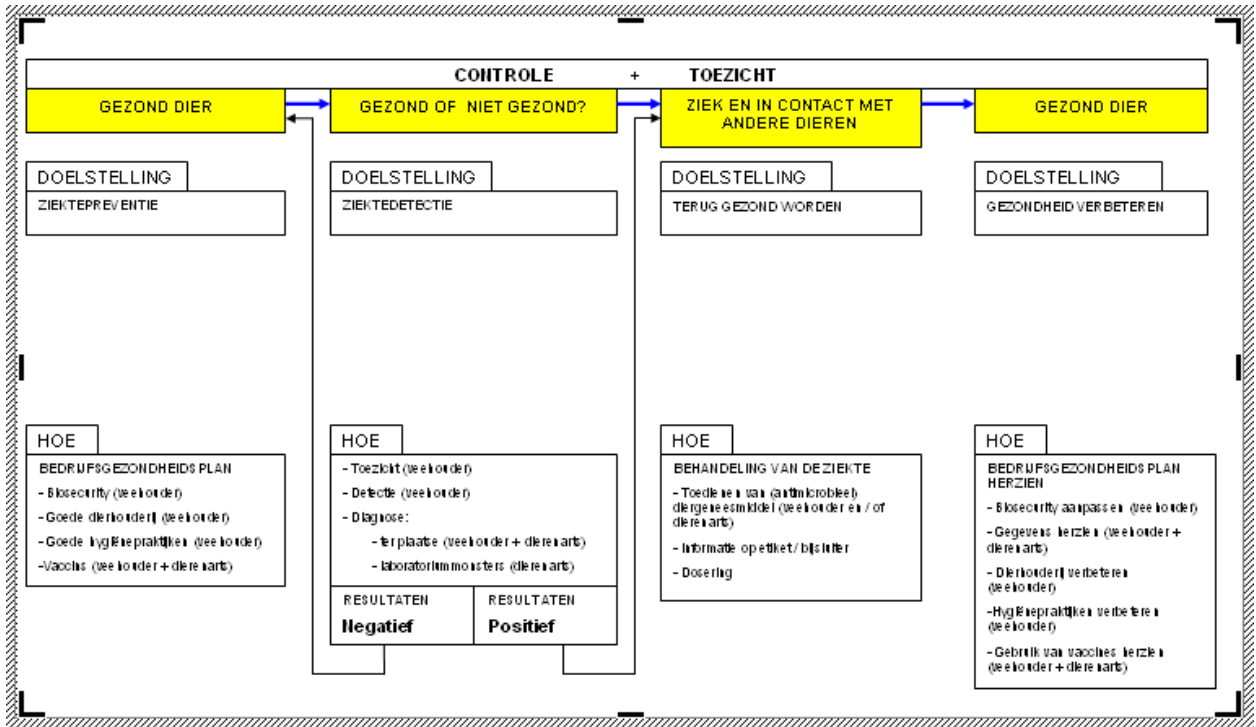 CONTROLE + TOEZICHT
GEZOND DIER
GEZOND OF NIET GEZOND?
ZIEK EN IN CONTACT MET
ANDERE DIEREN
GEZOND DIER
DOELSTELLING
ZIEKTEPREVENTIE
DOELSTELLING
ZIEKTEDETECTIE
DOELSTELLING
TERUG GEZOND WORDEN
DOELSTELLING
GEZONDHEID VERBETEREN
HOE
BEDRIJFSGEZONDHEIDS PLAN
- Biosecurity (veehouder)
- Goede dierhouderij (veehouder)
- Goede hygiënepraktijken (veehouder)
-Vaccins (veehouder + dierenarts)
HOE
- Toezicht (veehouder)
- Detectie (veehouder)
- Diagnose:
- ter plaatse (veehouder + dierenarts)
- laboratoriummonsters (dierenarts)
RESULTATEN
Negatief
RESULTATEN
Positief
HOE
BEHANDELING VAN DE ZIEKTE
- Toedienen van (antimicrobieel)
diergeneesmiddel (veehouder en / of
dierenarts)
- Informatie op etiket / bijsluiter
- Dosering
HOE
BEDRIJFSGEZONDHEIDS PLAN
HERZIEN
- Biosecurity aanpassen (veehouder)
- Gegevens herzien (veehouder +
dierenarts)
- Dierhouderij verbeteren
(veehouder)
-Hygiënepraktijken verbeteren
(veehouder)
- Gebruik van vaccines herzien
(veehouder + dierenarts)